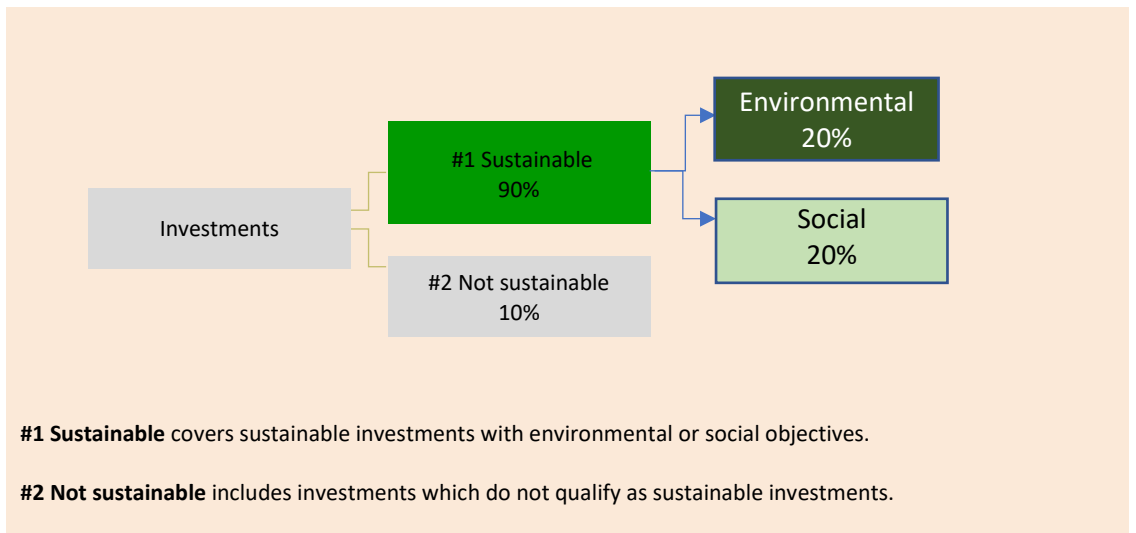 Environmental
20%
#1 Sustainable
90%
Investments
Social
20%
#2 Not sustainable
10%
#1 Sustainable covers sustainable investments with environmental or social objectives.
#2 Not sustainable includes investments which do not qualify as sustainable investments.